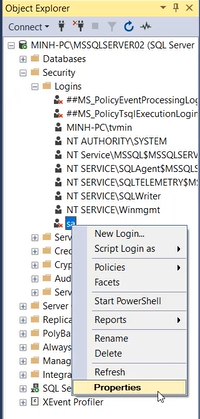 Object Explorer
Connect
MINH-PC\MSSQLSERVER02 (SQL Server
Databases
Security
Logins
##MS_PolicyEventProcessingLo
##MS_PolicyTsqlExecutionLogin
MINH-PC\tvmin
NT AUTHORITY\SYSTEM
NT Service\MSSQL$MSSQLSERV
NT SERVICE\SQLAgent$MSSQLS
NT SERVICE\SQLTELEMETRY$MS
NT SERVICE\SQLWriter
NT SERVICE\Winmgmt
sa
New Login...
Serv
Script Login as
Cred
Cryp
Policies
Aud
Facets
Serv
Start PowerShell
Server
Replica
Reports
PolyBa
Rename
Always
Delete
Manag
Refresh
Integra
SQL Se
Properties
XEvent Profiler